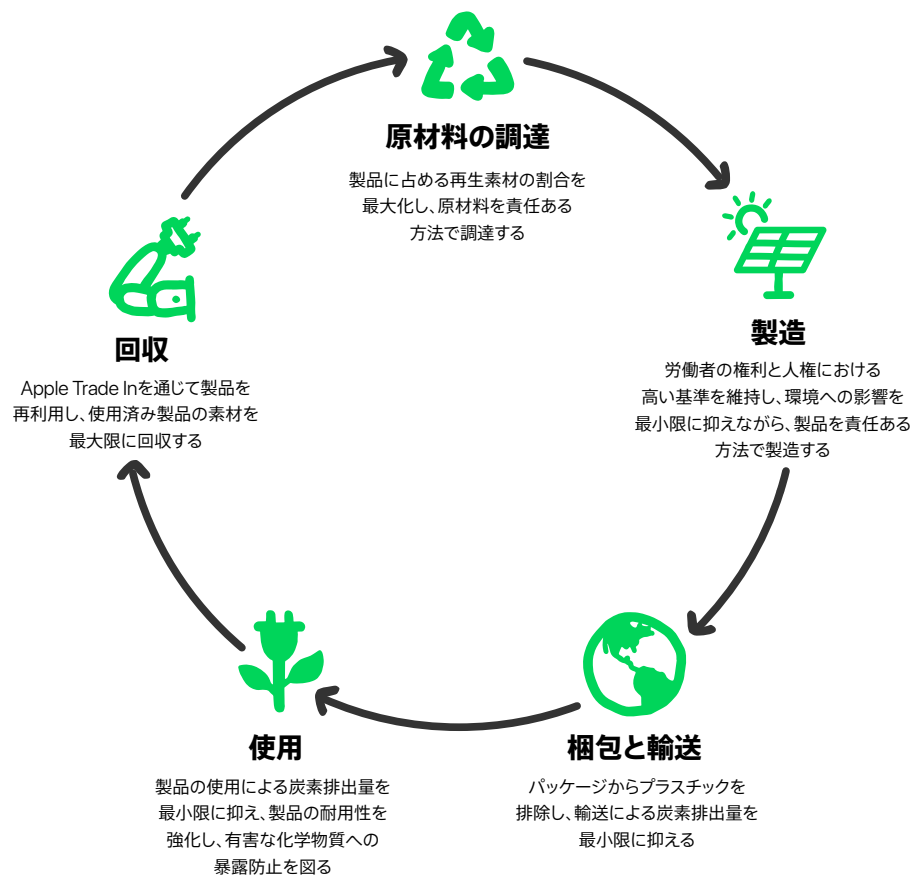 原材料の調達
製品に占める再生素材の割合を
最大化し、原材料を責任ある
方法で調達する
製造
労働者の権利と人権における
高い基準を維持し、環境への影響を
最小限に抑えながら、製品を責任ある
方法で製造する
梱包と輸送
パッケージからプラスチックを
排除し、輸送による炭素排出量を
最小限に抑える
使用
製品の使用による炭素排出量を
最小限に抑え、製品の耐用性を
強化し、有害な化学物質への
暴露防止を図る
回収
Apple Trade Inを通じて製品を
再利用し、使用済み製品の素材を
最大限に回収する